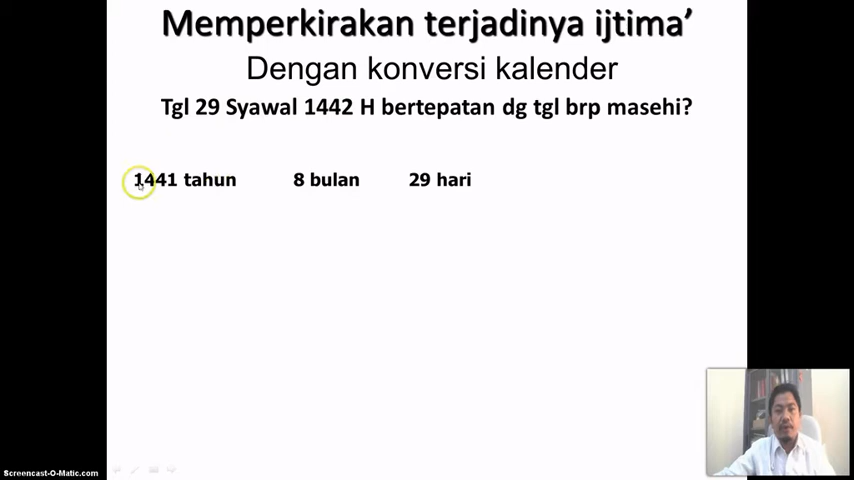 Memperkirakan terjadinya ijtima’
Dengan konversi kalender
Tgl 29 Syawal 1442 H bertepatan dg tgl brp masehi?
1441 tahun 8 bulan 29 hari
Screencast-O-Matic.com